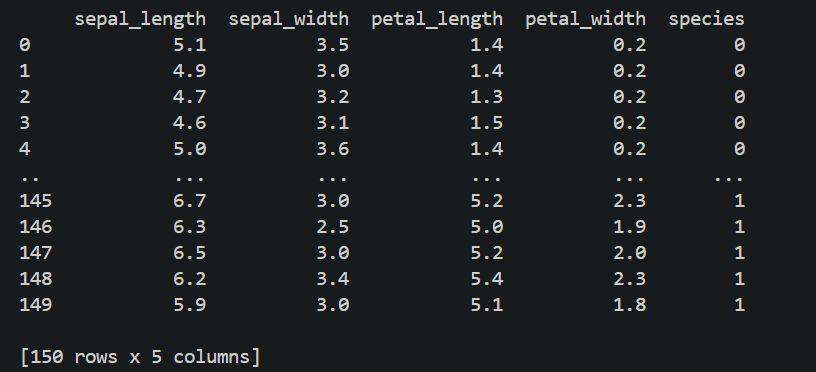 sepal_length sepal_width petal_length petal_width species
0 5.1 3.5 1.4 0.2 0
1 4.9 3.0 1.4 0.2 0
2 4.7 3.2 1.3 0.2 0
3 4.6 3.1 1.5 0.2 0
4 5.0 3.6 1.4 0.2 0
.. ... ... ... ... ...
145 6.7 3.0 5.2 2.3 1
146 6.3 2.5 5.0 1.9 1
147 6.5 3.0 5.2 2.0 1
148 6.2 3.4 5.4 2.3 1
149 5.9 3.0 5.1 1.8 1
[150 rows x 5 columns]